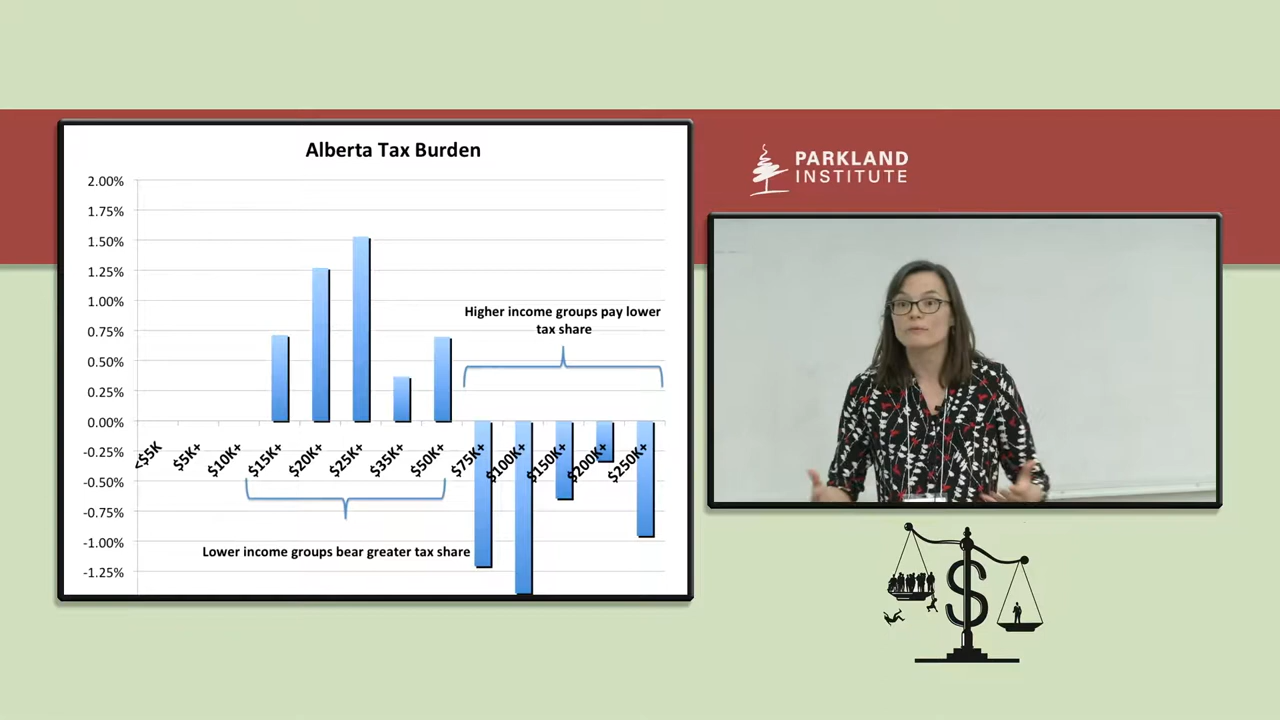 Alberta Tax Burden
2.00%
1.75%
1.50%
1.25%
1.00%
0.75%
0.50%
0.25%
0.00%
-0.25%
-0.50%
-0.75%
-1.00%
-1.25%
<$5K
$5K+
$10K+
$15K+
$20K+
$25K+
$35K+
$50K+
$75K+
$100K+
$150K+
$200K+
$250K+
Higher income groups pay lower
tax share
Lower income groups bear greater tax share
PARKLAND
INSTITUTE
$